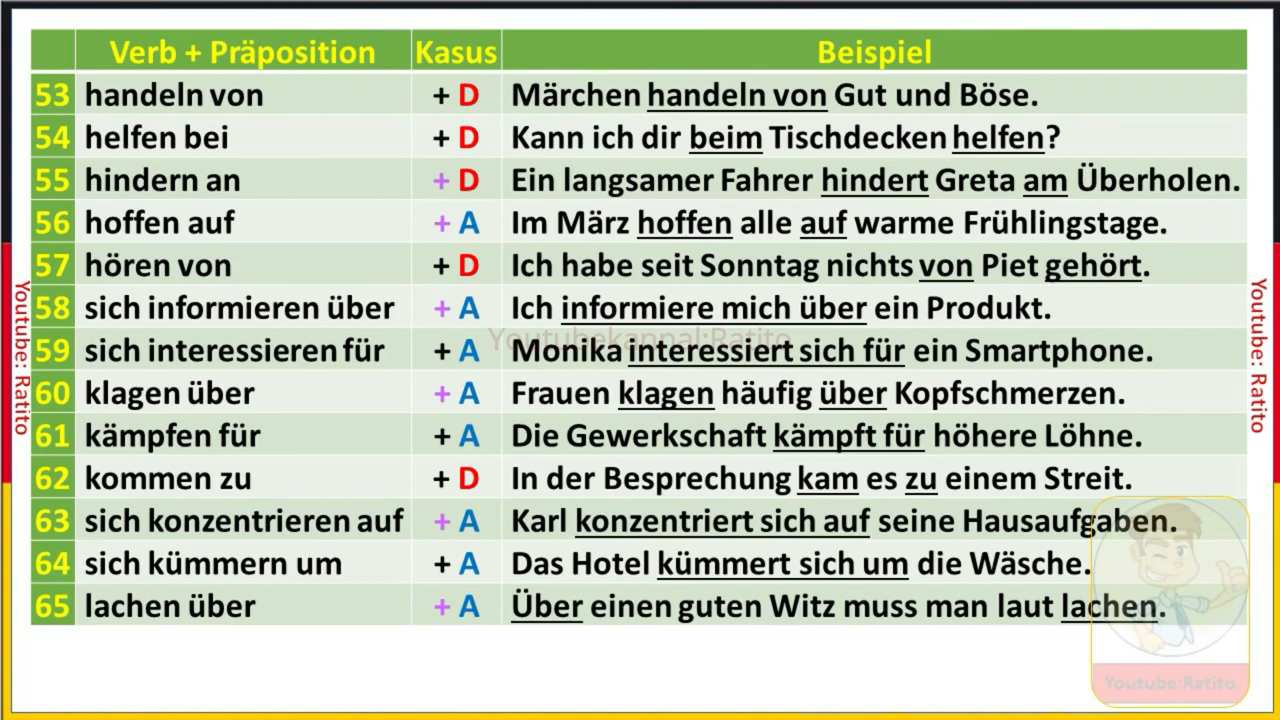 Verb + Präposition Kasus Beispiel
53 handeln von + D Märchen handeln von Gut und Böse.
54 helfen bei + D Kann ich dir beim Tischdecken helfen?
55 hindern an + D Ein langsamer Fahrer hindert Greta am Überholen.
56 hoffen auf + A Im März hoffen alle auf warme Frühlingstage.
57 hören von + D Ich habe seit Sonntag nichts von Piet gehört.
58 sich informieren über + A Ich informiere mich über ein Produkt.
Youtubekannal:Ratito
59 sich interessieren für + A Monika interessiert sich für ein Smartphone.
60 klagen über + A Frauen klagen häufig über Kopfschmerzen.
61 kämpfen für + A Die Gewerkschaft kämpft für höhere Löhne.
62 kommen zu + D In der Besprechung kam es zu einem Streit.
63 sich konzentrieren auf + A Karl konzentriert sich auf seine Hausaufgaben.
64 sich kümmern um + A Das Hotel kümmert sich um die Wäsche.
65 lachen über + A Über einen guten Witz muss man laut lachen.
Youtube: Ratito
Youtube: Ratito
Youtube:Ratito